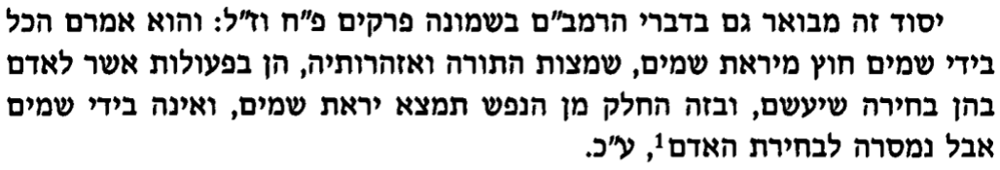 יסוד זה מבואר גם בדברי הרמב"ם בשמונה פרקים פ"ח וז"ל: והוא אמרם הכל
בידי שמים חוץ מיראת שמים, שמצות התורה ואזהרותיה, הן בפעולות אשר לאדם
בהן בחירה שיעשם, ובזה החלק מן הנפש תמצא יראת שמים, ואינה בידי שמים
אבל נמסרה לבחירת האדם¹, ע"כ.